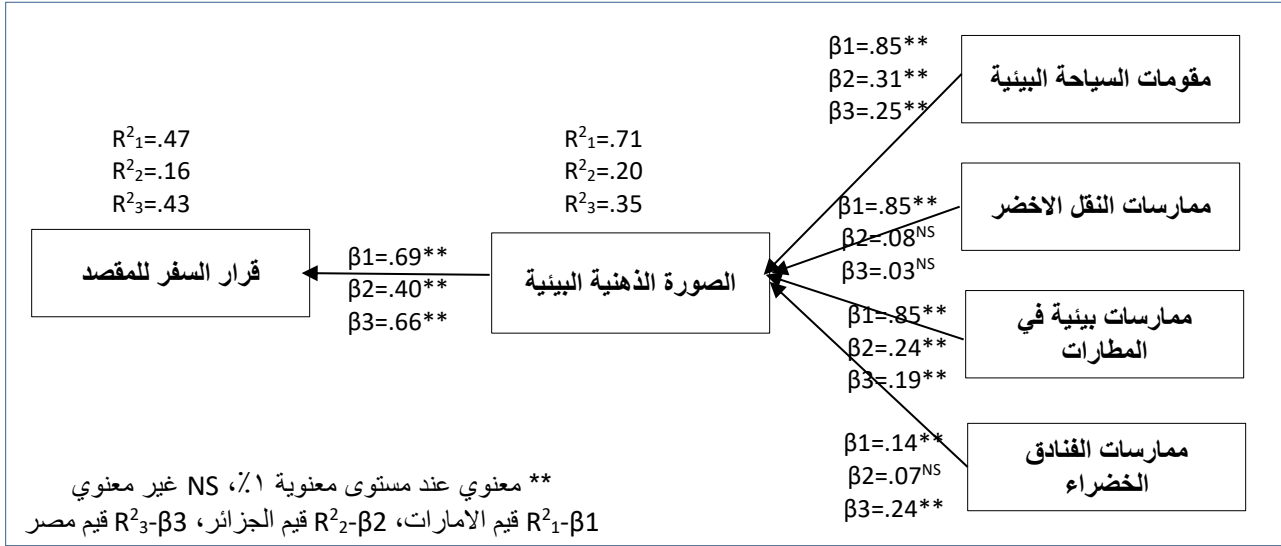 مقومات السياحة البيئية
β1=.85**
β2=.31**
β3=.25**
ممارسات النقل الاخضر
β1=.85**
β2=.08NS
β3=.03NS
ممارسات بيئية في
المطارات
β1=.85**
β2=.24**
β3=.19**
ممارسات الفنادق
الخضراء
β1=.14**
β2=.07NS
β3=.24**
R²₁=.71
R²₂=.20
R²₃=.35
الصورة الذهنية البيئية
β1=.69**
β2=.40**
β3=.66**
R²₁=.47
R²₂=.16
R²₃=.43
قرار السفر للمقصد
** معنوي عند مستوى معنوية ١٪، NS غير معنوي
R²₁-β1 قيم الامارات، R²₂-β2 قيم الجزائر، R²₃-β3 قيم مصر